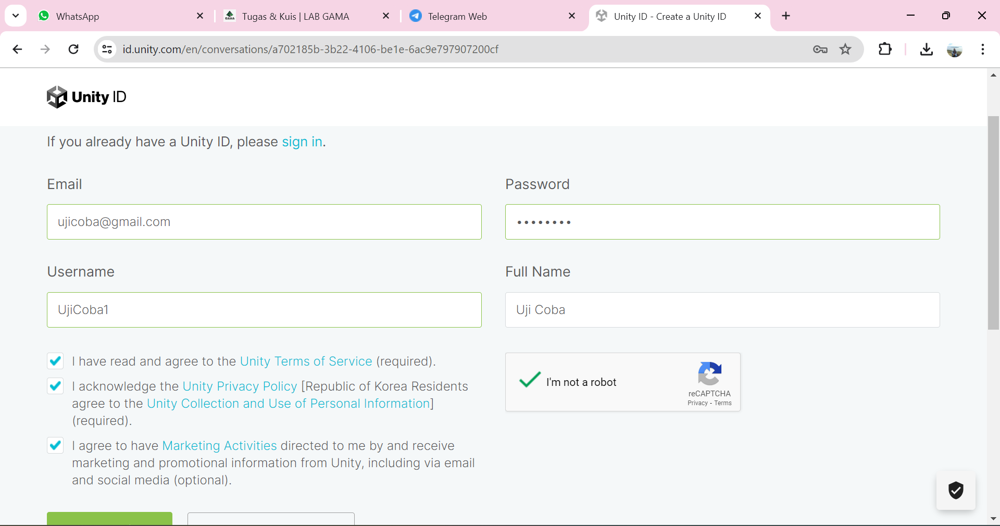 WhatsApp
Tugas & Kuis | LAB GAMA
Telegram Web
Unity ID - Create a Unity ID
id.unity.com/en/conversations/a702185b-3b22-4106-be1e-6ac9e797907200cf
Unity ID
If you already have a Unity ID, please sign in.
Email
Password
ujicoba@gmail.com
Username
Full Name
UjiCoba1
Uji Coba
I have read and agree to the Unity Terms of Service (required).
I acknowledge the Unity Privacy Policy [Republic of Korea Residents
agree to the Unity Collection and Use of Personal Information]
(required).
I agree to have Marketing Activities directed to me by and receive
marketing and promotional information from Unity, including via email
and social media (optional).
I'm not a robot
reCAPTCHA
Privacy - Terms